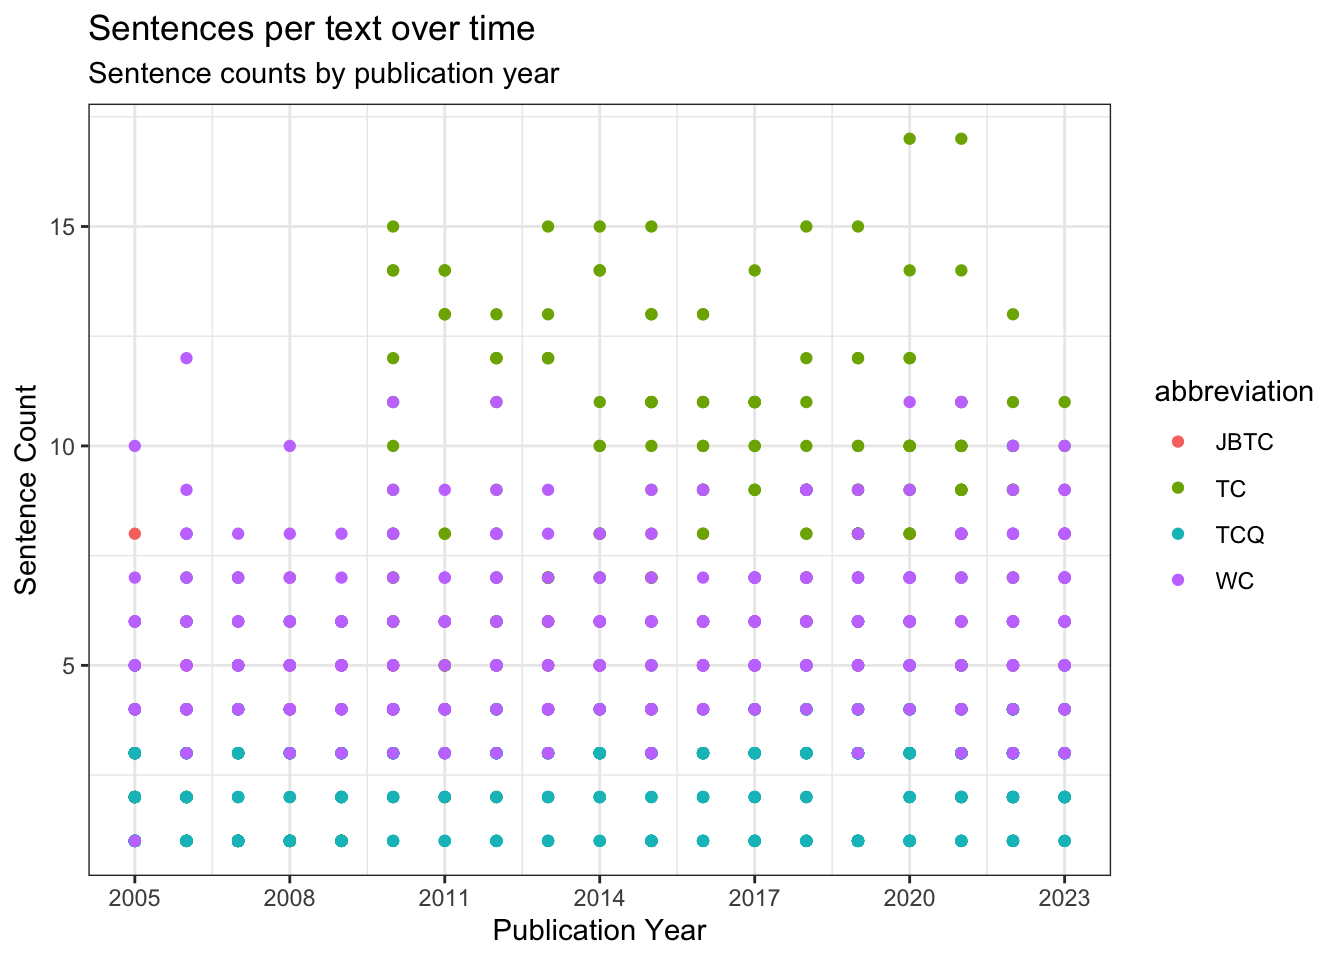 Sentences per text over time
Sentence counts by publication year
Sentence Count
15
10
5
2005 2008 2011 2014 2017 2020 2023
Publication Year
abbreviation
JBTC
TC
TCQ
WC